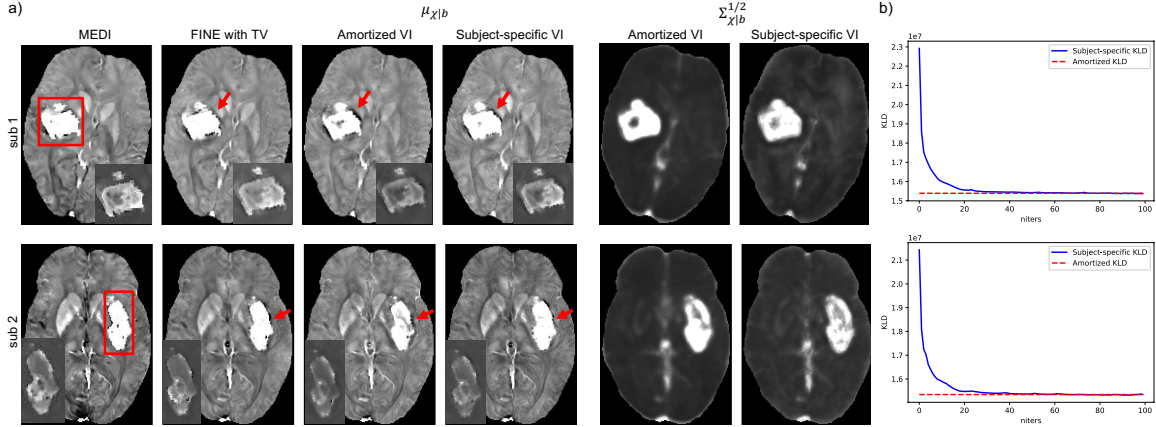 a)
μχ|b
Σχ|b^1/2
b)
MEDI
FINE with TV
Amortized VI
Subject-specific VI
Amortized VI
Subject-specific VI
sub 1
sub 2
1e7
2.3
2.2
2.1
2.0
1.9
1.8
1.7
1.6
1.5
KLD
0
20
40
60
80
100
niters
Subject-specific KLD
Amortized KLD
1e7
2.1
2.0
1.9
1.8
1.7
1.6
KLD
0
20
40
60
80
100
niters
Subject-specific KLD
Amortized KLD